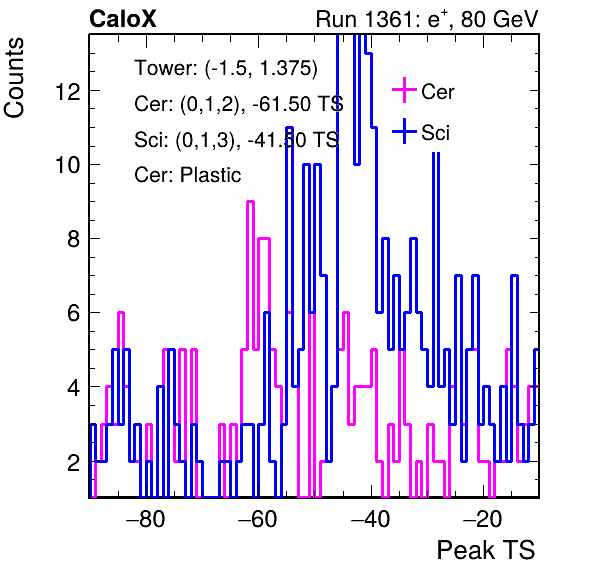 CaloX Run 1361: e⁺, 80 GeV
Counts
Tower: (-1.5, 1.375)
Cer: (0,1,2), -61.50 TS
Sci: (0,1,3), -41.50 TS
Cer: Plastic
Cer
Sci
12
10
8
6
4
2
−80 −60 −40 −20
Peak TS